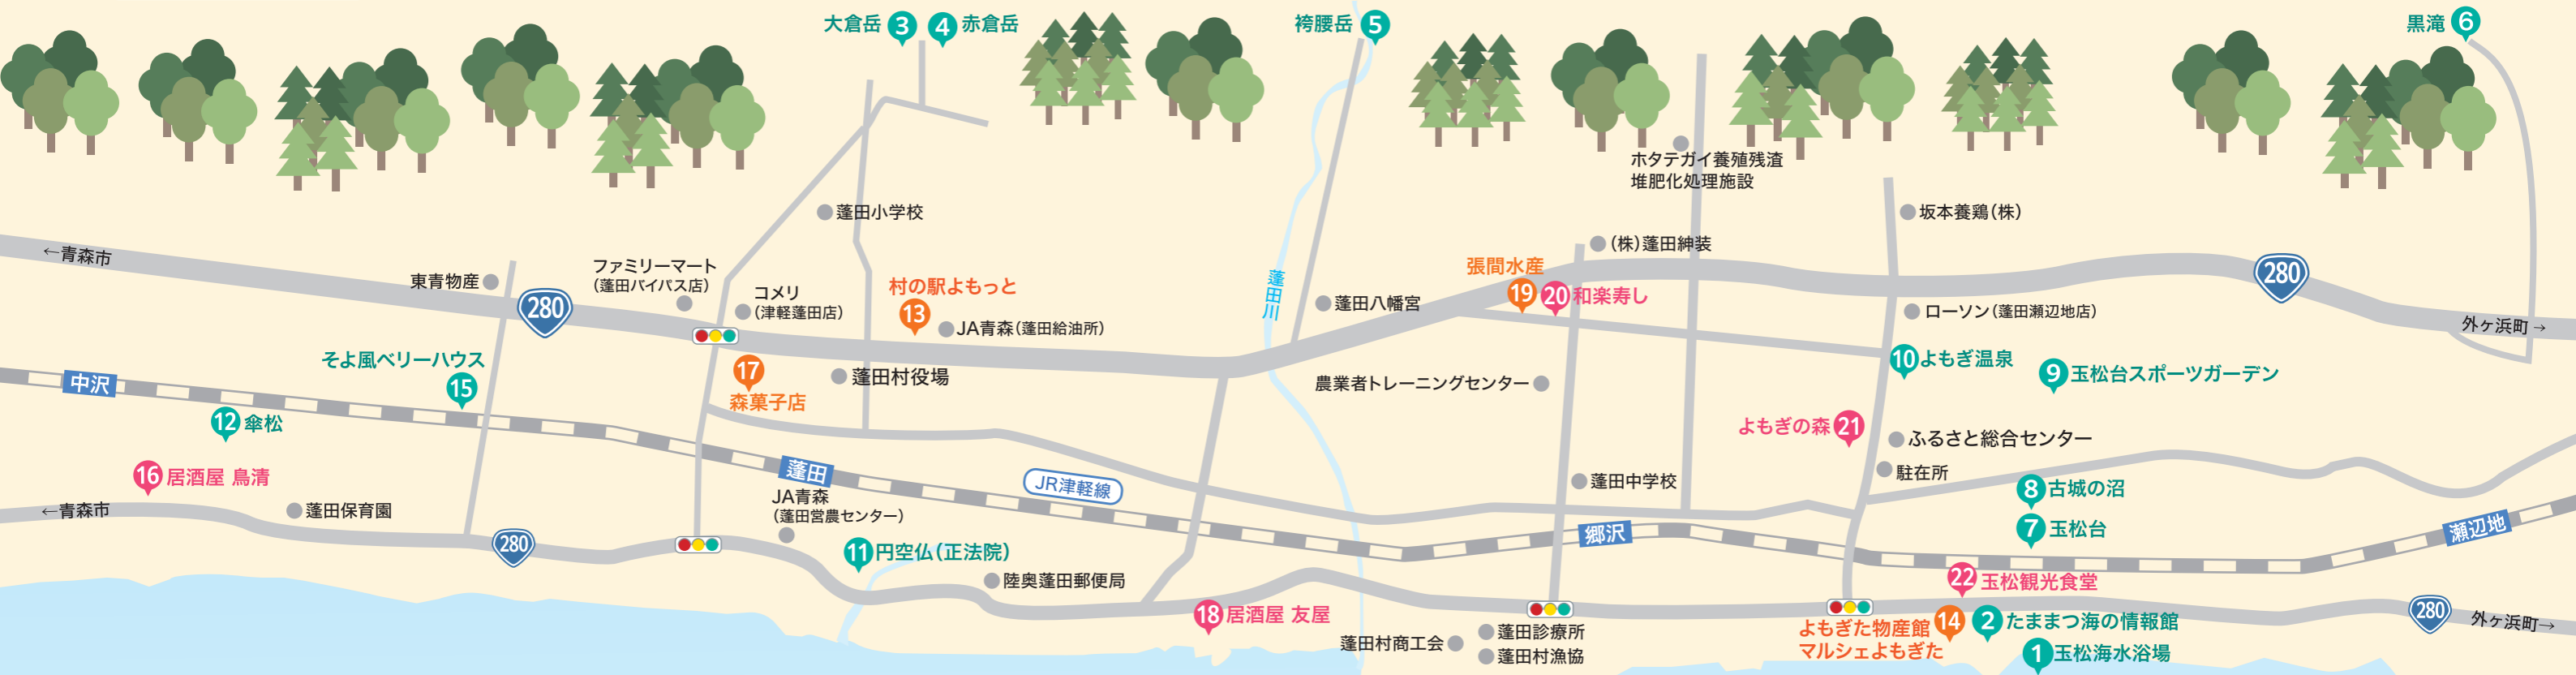 大倉岳 3
4 赤倉岳
袴腰岳 5
黒滝 6
ホタテガイ養殖残渣
堆肥化処理施設
蓬田小学校
坂本養鶏(株)
(株)蓬田紳装
←青森市
東青物産
280
ファミリーマート
(蓬田バイパス店)
コメリ
(津軽蓬田店)
村の駅よもっと
13
JA青森(蓬田給油所)
蓬田川
蓬田八幡宮
張間水産
19
20 和楽寿し
ローソン(蓬田瀬辺地店)
280
外ヶ浜町→
そよ風ベリーハウス
15
17
森菓子店
蓬田村役場
農業者トレーニングセンター
10 よもぎ温泉
9 玉松台スポーツガーデン
中沢
12 傘松
よもぎの森 21
ふるさと総合センター
駐在所
16 居酒屋 鳥清
蓬田
JR津軽線
蓬田中学校
8 古城の沼
←青森市
蓬田保育園
JA青森
(蓬田営農センター)
280
11 円空仏(正法院)
郷沢
7 玉松台
瀬辺地
陸奥蓬田郵便局
22 玉松観光食堂
18 居酒屋 友屋
蓬田村商工会
蓬田診療所
蓬田村漁協
よもぎた物産館 14
マルシェよもぎた
2 たままつ海の情報館
1 玉松海水浴場
280
外ヶ浜町→